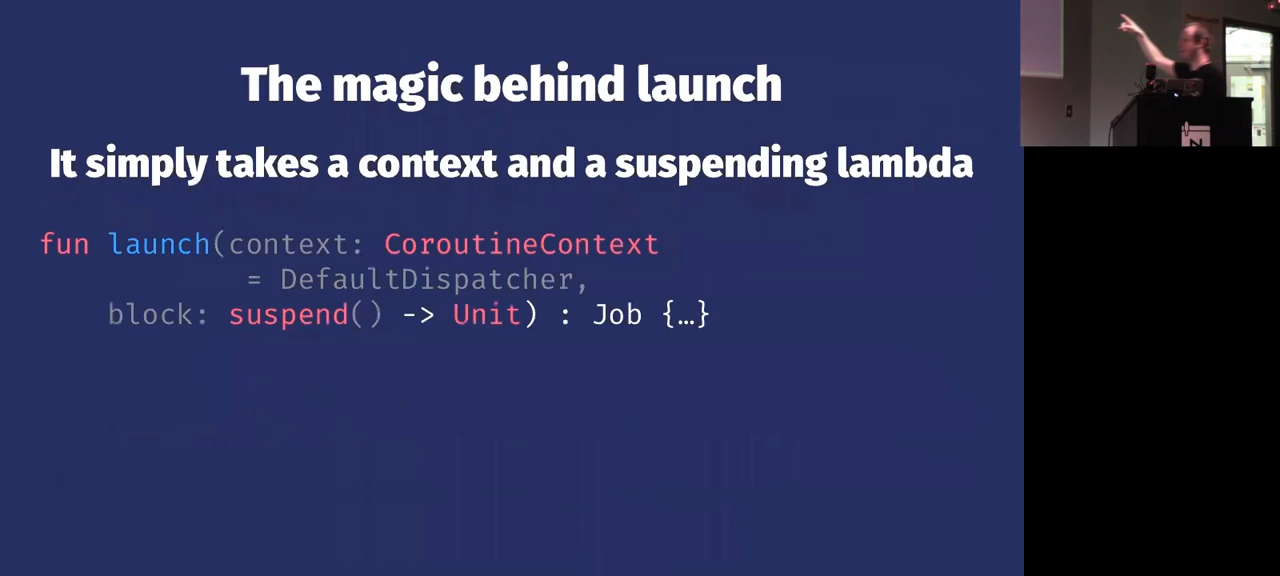 The magic behind launch
It simply takes a context and a suspending lambda
fun launch(context: CoroutineContext
= DefaultDispatcher,
block: suspend() -> Unit) : Job {…}